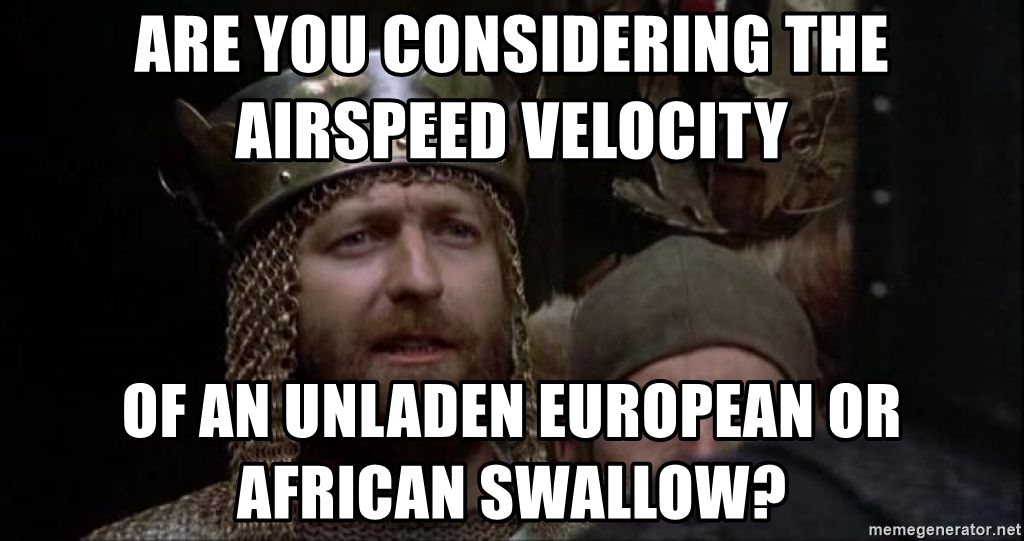 ARE YOU CONSIDERING THE
AIRSPEED VELOCITY
OF AN UNLADEN EUROPEAN OR
AFRICAN SWALLOW?
memegenerator.net